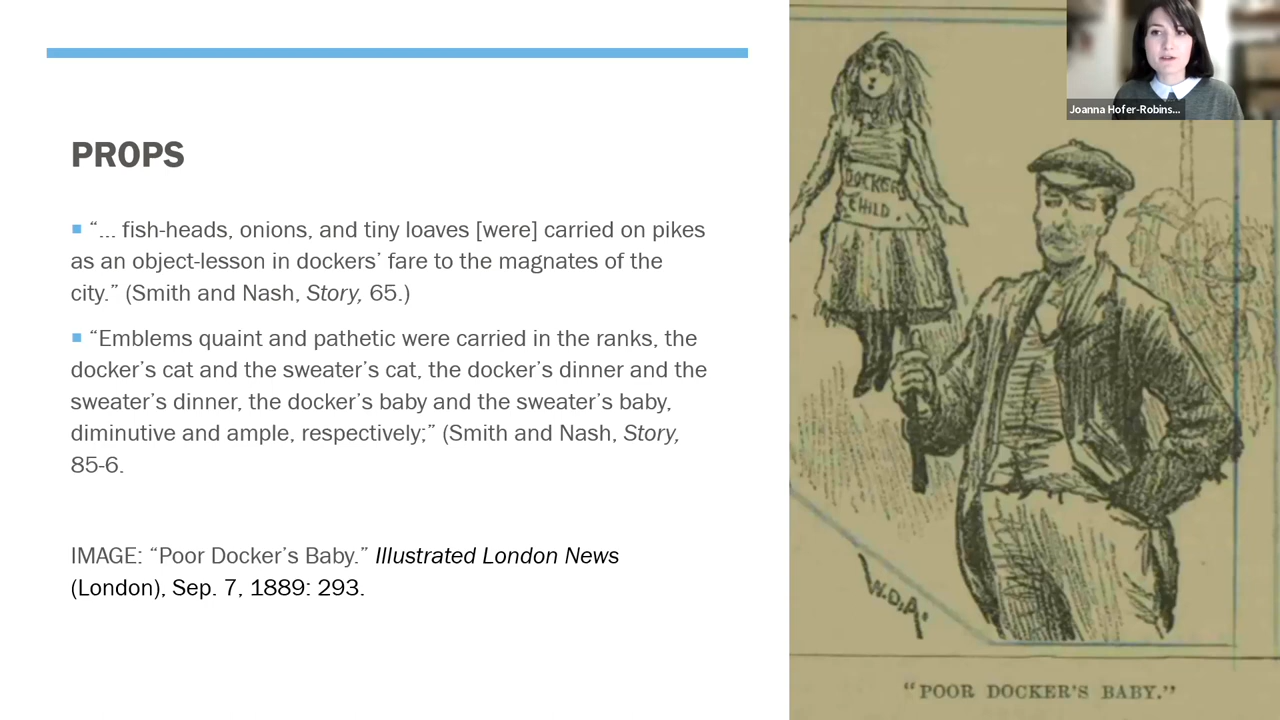 PROPS
▪ “... fish-heads, onions, and tiny loaves [were] carried on pikes
as an object-lesson in dockers’ fare to the magnates of the
city.” (Smith and Nash, Story, 65.)
▪ “Emblems quaint and pathetic were carried in the ranks, the
docker’s cat and the sweater’s cat, the docker’s dinner and the
sweater’s dinner, the docker’s baby and the sweater’s baby,
diminutive and ample, respectively;” (Smith and Nash, Story,
85-6.
IMAGE: “Poor Docker’s Baby.” Illustrated London News
(London), Sep. 7, 1889: 293.
Joanna Hofer-Robins...
DOCKER
CHILD.
W.D.A.
“POOR DOCKER’S BABY.”